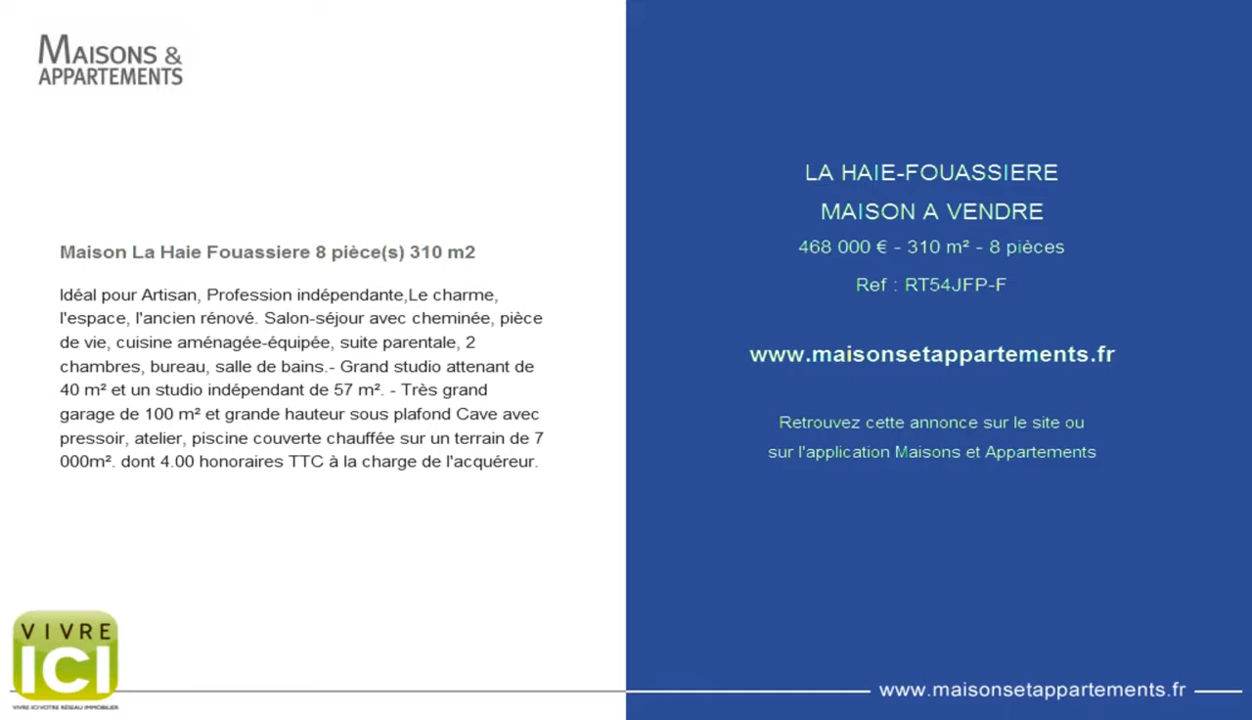 MAISONS &
APPARTEMENTS
Maison La Haie Fouassiere 8 pièce(s) 310 m2
Idéal pour Artisan, Profession indépendante,Le charme,
l'espace, l'ancien rénové. Salon-séjour avec cheminée, pièce
de vie, cuisine aménagée-équipée, suite parentale, 2
chambres, bureau, salle de bains.- Grand studio attenant de
40 m² et un studio indépendant de 57 m². - Très grand
garage de 100 m² et grande hauteur sous plafond Cave avec
pressoir, atelier, piscine couverte chauffée sur un terrain de 7
000m². dont 4.00 honoraires TTC à la charge de l'acquéreur.
VIVRE
ICI
VIVRE ICI VOTRE RÉSEAU IMMOBILIER
LA HAIE-FOUASSIERE
MAISON A VENDRE
468 000 € - 310 m² - 8 pièces
Ref : RT54JFP-F
www.maisonsetappartements.fr
Retrouvez cette annonce sur le site ou
sur l'application Maisons et Appartements
www.maisonsetappartements.fr